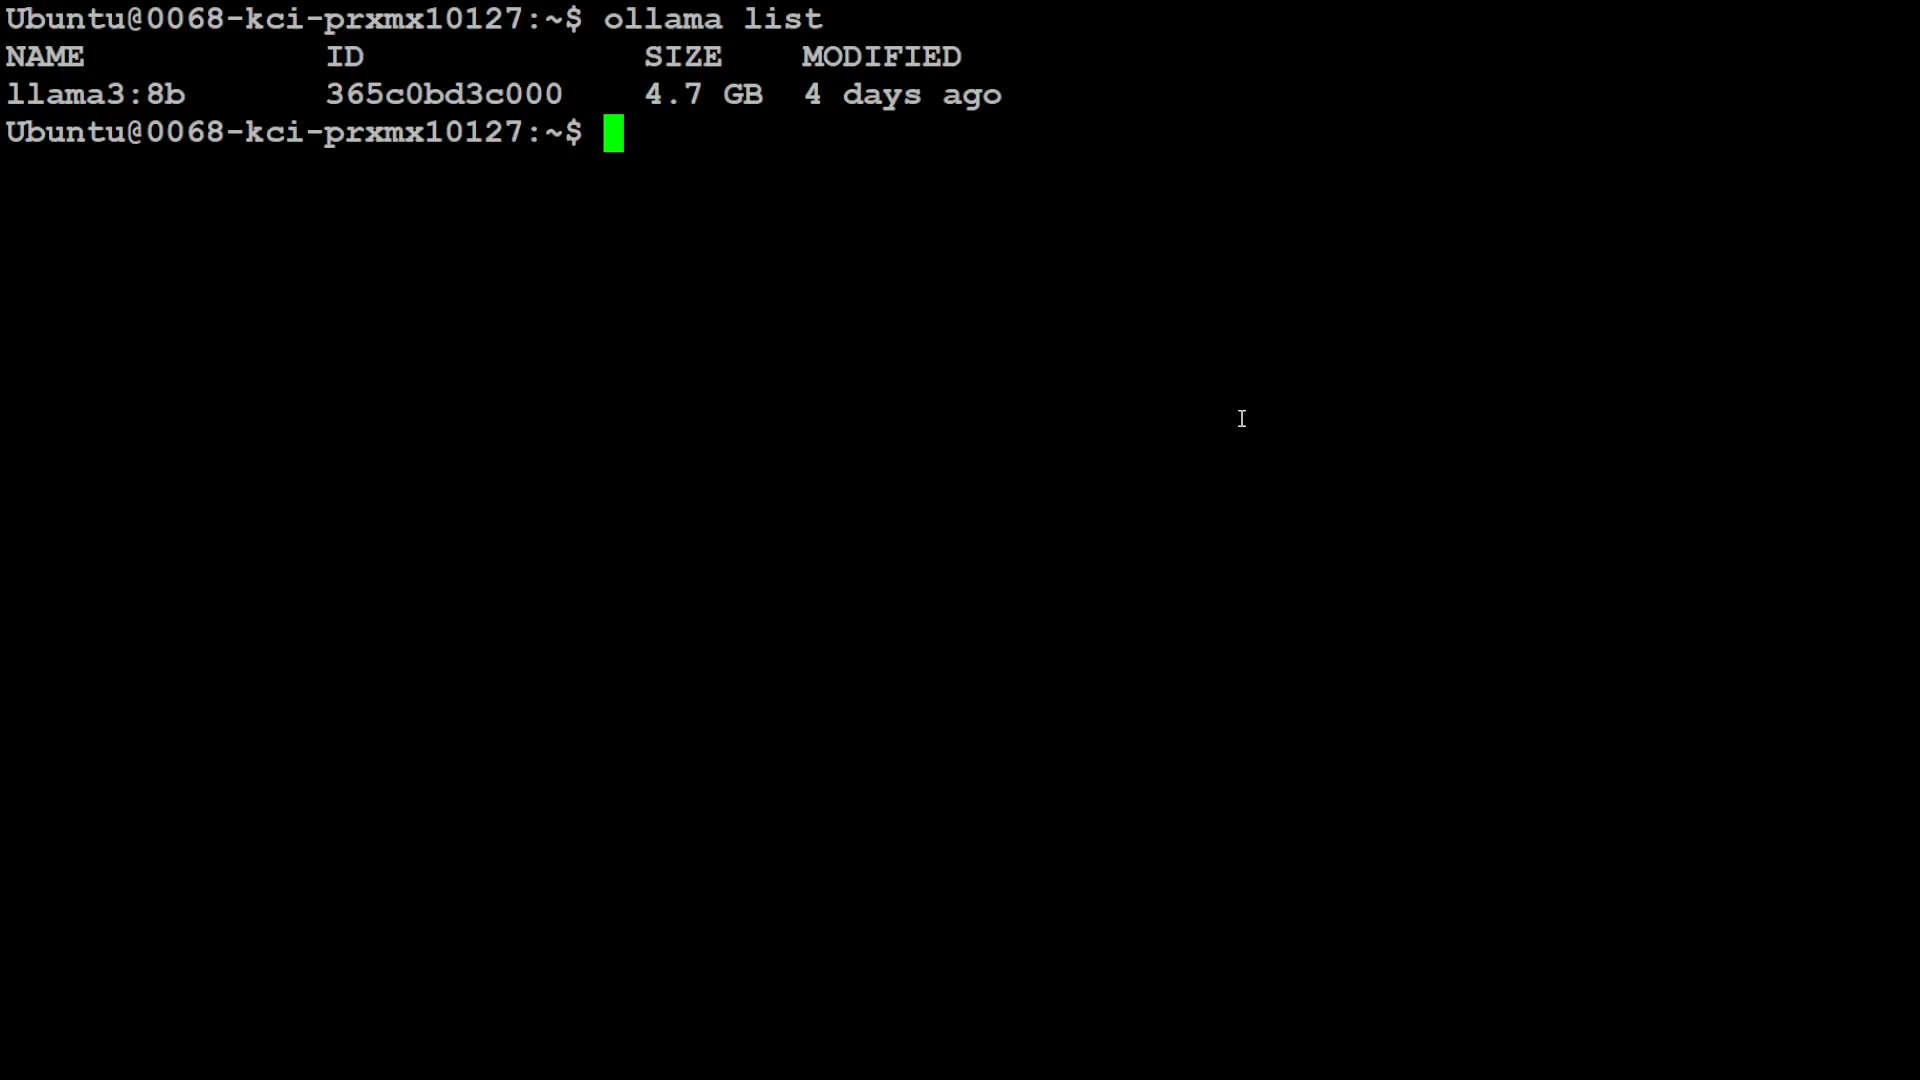 Ubuntu@0068-kci-prxmx10127:~$ ollama list
NAME ID SIZE MODIFIED
llama3:8b 365c0bd3c000 4.7 GB 4 days ago
Ubuntu@0068-kci-prxmx10127:~$